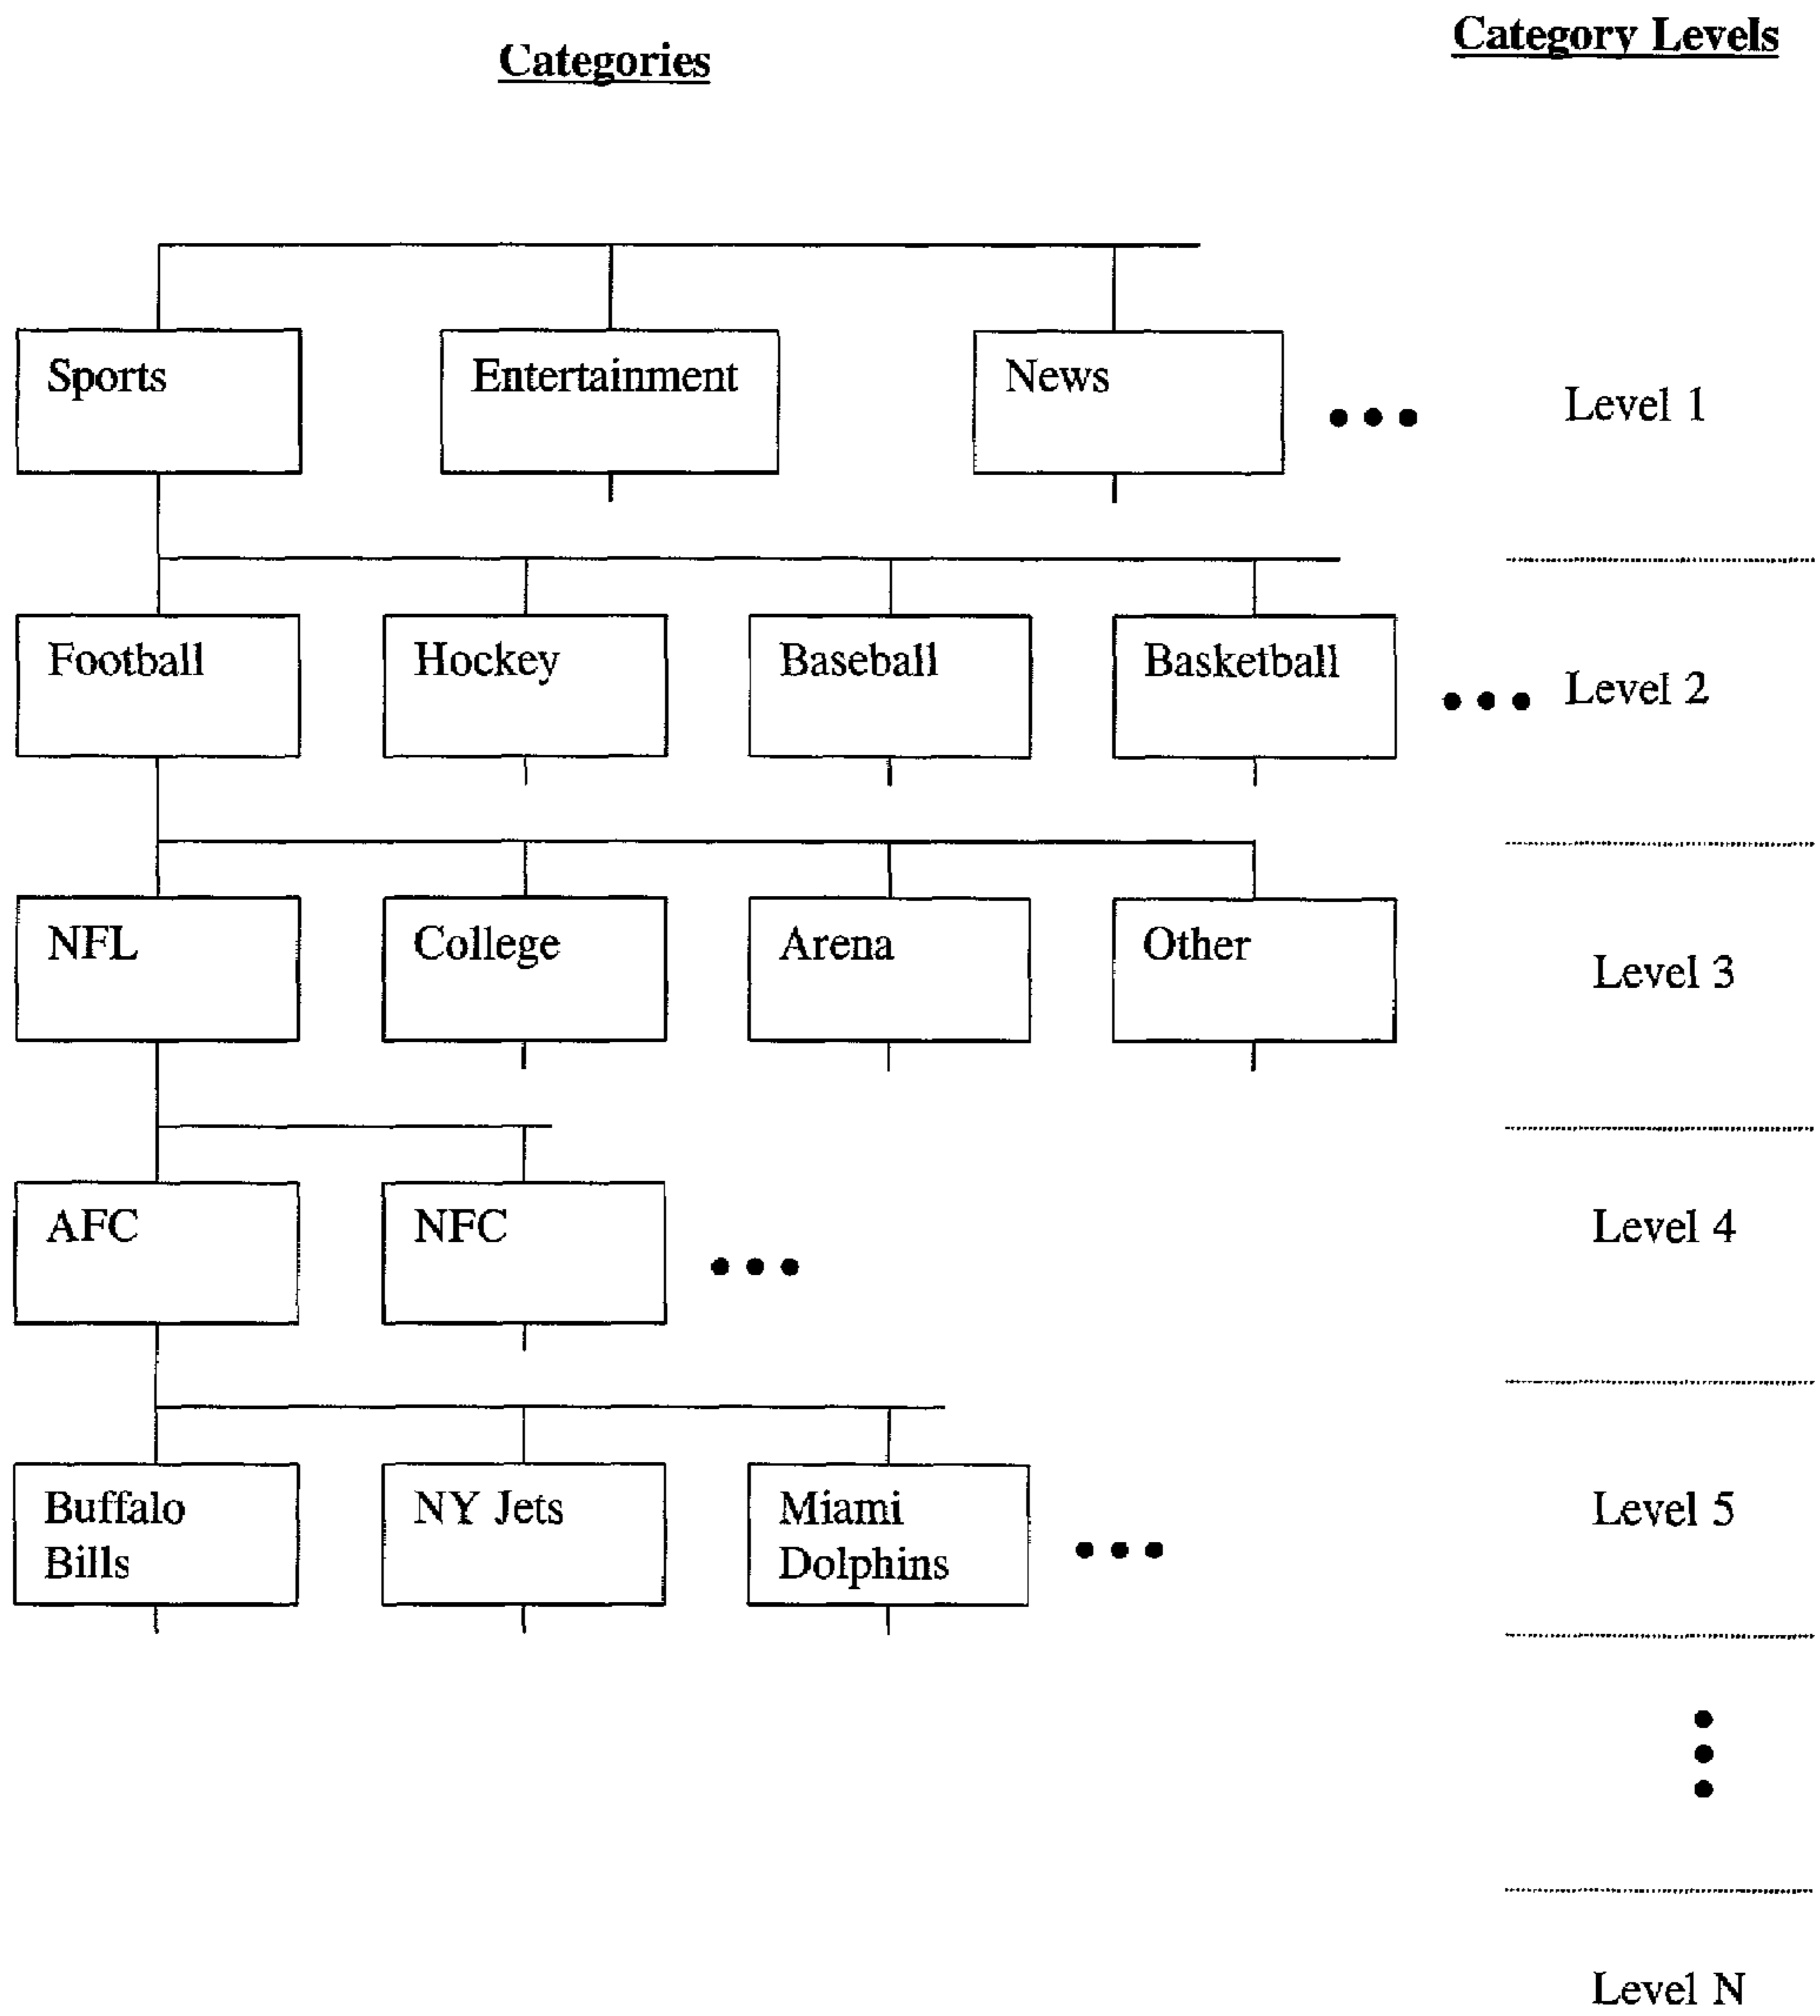 Categories
Category Levels
Sports
Entertainment
News
Level 1
Football
Hockey
Baseball
Basketball
Level 2
NFL
College
Arena
Other
Level 3
AFC
NFC
Level 4
Buffalo
Bills
NY Jets
Miami
Dolphins
Level 5
Level N